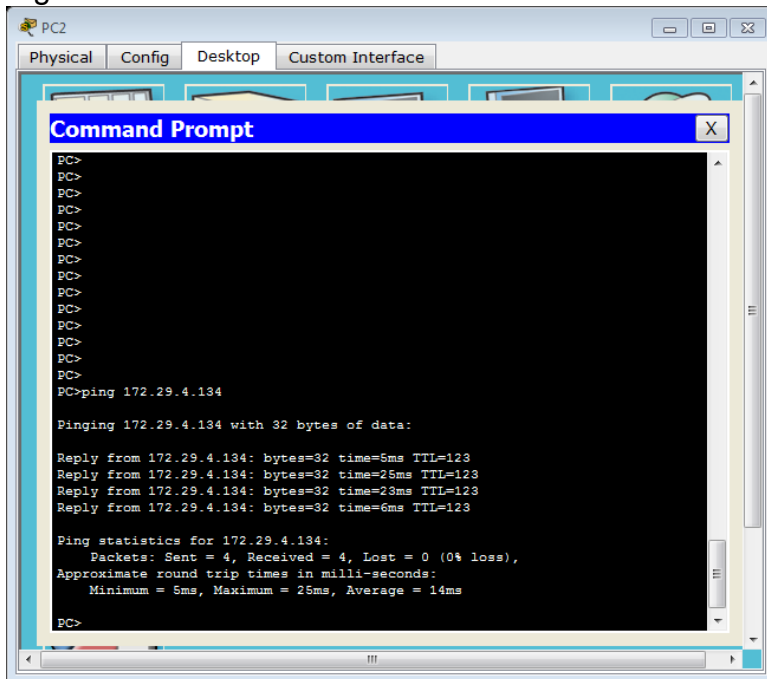 PC2
Physical Config Desktop Custom Interface
Command Prompt X
PC>
PC>
PC>
PC>
PC>
PC>
PC>
PC>
PC>
PC>
PC>
PC>
PC>
PC>
PC>ping 172.29.4.134
Pinging 172.29.4.134 with 32 bytes of data:
Reply from 172.29.4.134: bytes=32 time=5ms TTL=123
Reply from 172.29.4.134: bytes=32 time=25ms TTL=123
Reply from 172.29.4.134: bytes=32 time=23ms TTL=123
Reply from 172.29.4.134: bytes=32 time=6ms TTL=123
Ping statistics for 172.29.4.134:
Packets: Sent = 4, Received = 4, Lost = 0 (0% loss),
Approximate round trip times in milli-seconds:
Minimum = 5ms, Maximum = 25ms, Average = 14ms
PC>